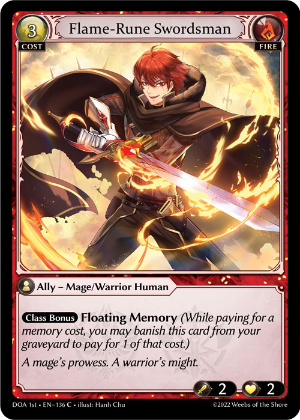 3 Flame-Rune Swordsman
COST FIRE
Ally – Mage/Warrior Human
Class Bonus Floating Memory (While paying for a
memory cost, you may banish this card from your
graveyard to pay for 1 of that cost.)
A mage's prowess. A warrior's might.
2 2
DOA 1st • EN–136 C • illust: Hanh Chu ©2022 Weebs of the Shore